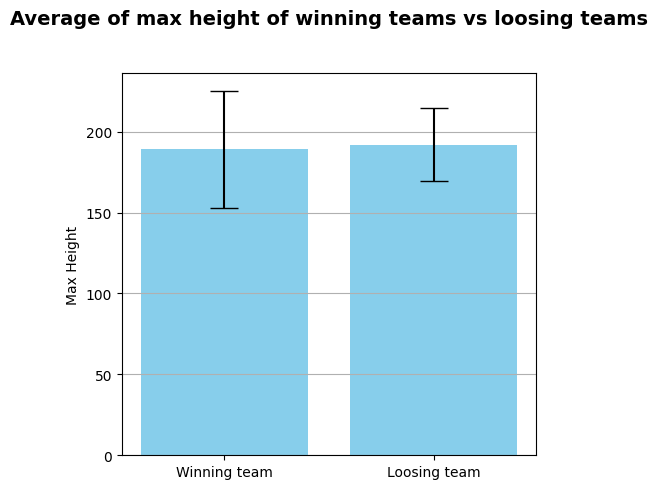 Average of max height of winning teams vs loosing teams
Max Height
200
150
100
50
0
Winning team
Loosing team